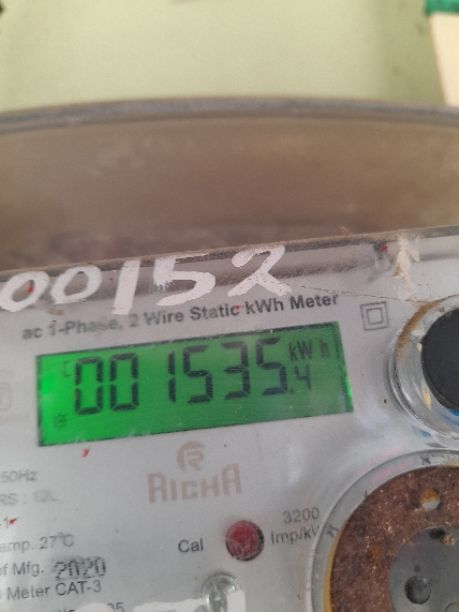 00152
ac 1-Phase, 2 Wire Static kWh Meter
001535.4 kWh
RICHA
50Hz
Cal
3200
Imp/kW
Temp. 27°C
of Mfg. 2020
Meter CAT-3